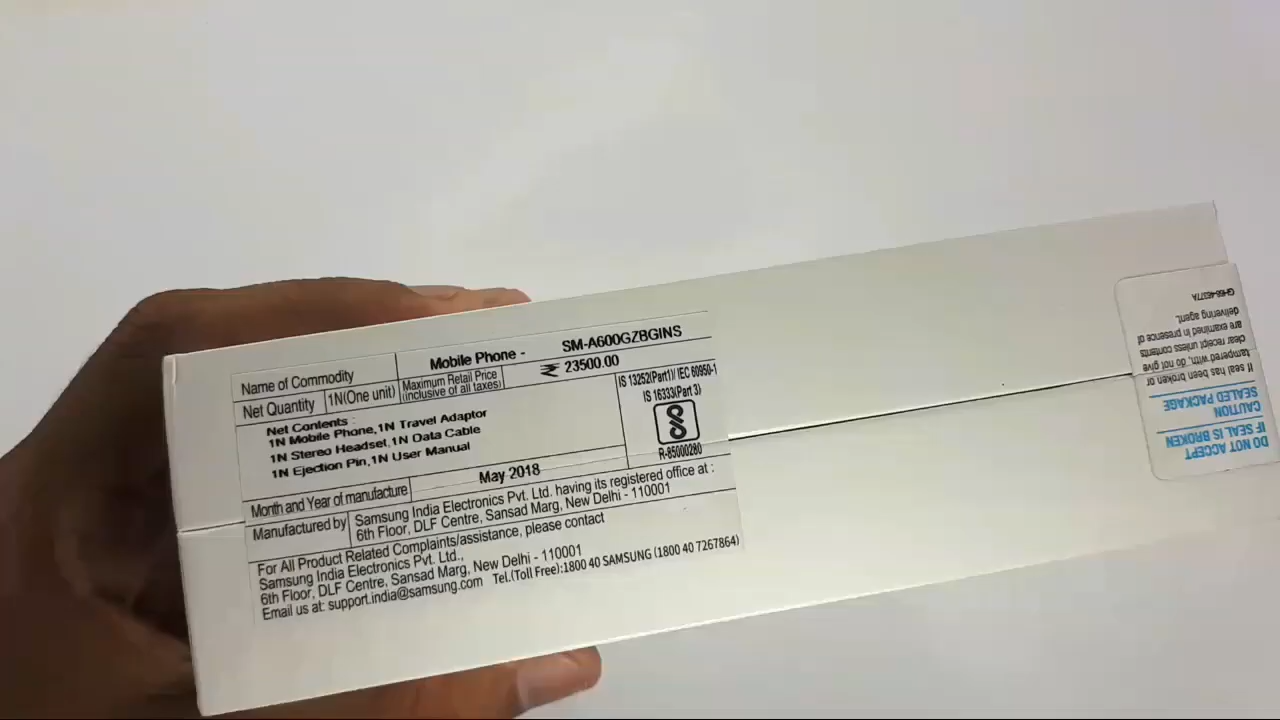 Name of Commodity Mobile Phone - SM-A600GZBGINS
Net Quantity 1N(One unit) Maximum Retail Price (inclusive of all taxes) ₹ 23500.00
Net Contents :
1N Mobile Phone,1N Travel Adaptor
1N Stereo Headset,1N Data Cable
1N Ejection Pin,1N User Manual
IS 13252(Part1)/ IEC 60950-1
IS 16333(Part 3)
R-85000280
Month and Year of manufacture May 2018
Manufactured by Samsung India Electronics Pvt. Ltd. having its registered office at :
6th Floor, DLF Centre, Sansad Marg, New Delhi - 110001
For All Product Related Complaints/assistance, please contact
Samsung India Electronics Pvt. Ltd.,
6th Floor, DLF Centre, Sansad Marg, New Delhi - 110001
Email us at: support.india@samsung.com Tel.(Toll Free):1800 40 SAMSUNG (1800 40 7267864)
DO NOT ACCEPT
IF SEAL IS BROKEN
CAUTION
SEALED PACKAGE
If seal has been broken or
tampered with, do not give
clear receipt unless contents
are examined in presence of
delivering agent.
GH68-46377A